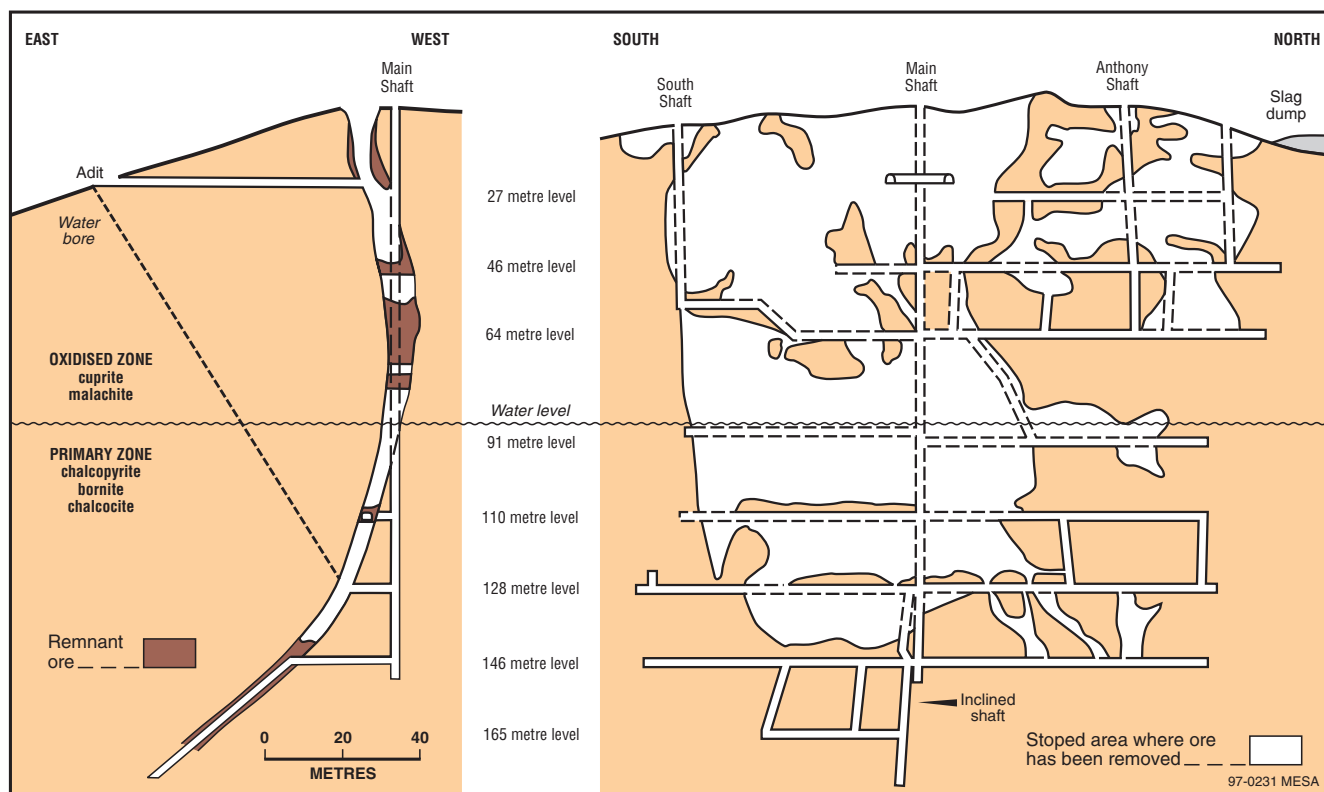 EAST
WEST
SOUTH
NORTH
Main
Shaft
South
Shaft
Main
Shaft
Anthony
Shaft
Slag
dump
Adit
Water
bore
27 metre level
46 metre level
64 metre level
OXIDISED ZONE
cuprite
malachite
Water level
91 metre level
PRIMARY ZONE
chalcopyrite
bornite
chalcocite
110 metre level
128 metre level
Remnant
ore
146 metre level
165 metre level
Inclined
shaft
0 20 40
METRES
Stoped area where ore
has been removed
97-0231 MESA